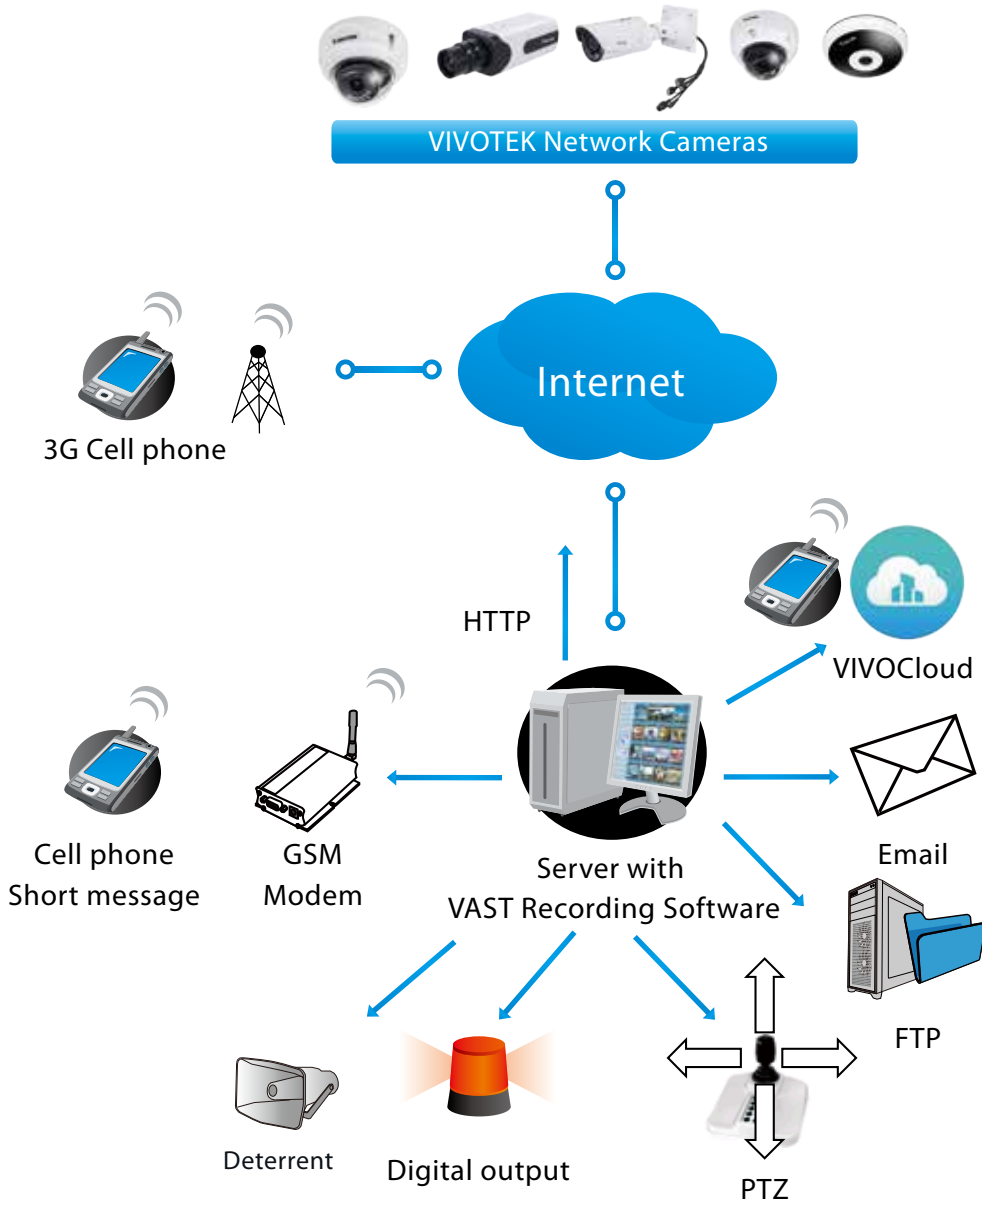 VIVOTEK Network Cameras
Internet
3G Cell phone
HTTP
VIVOCloud
Cell phone
Short message
GSM
Modem
Server with
VAST Recording Software
Email
FTP
Deterrent
Digital output
PTZ